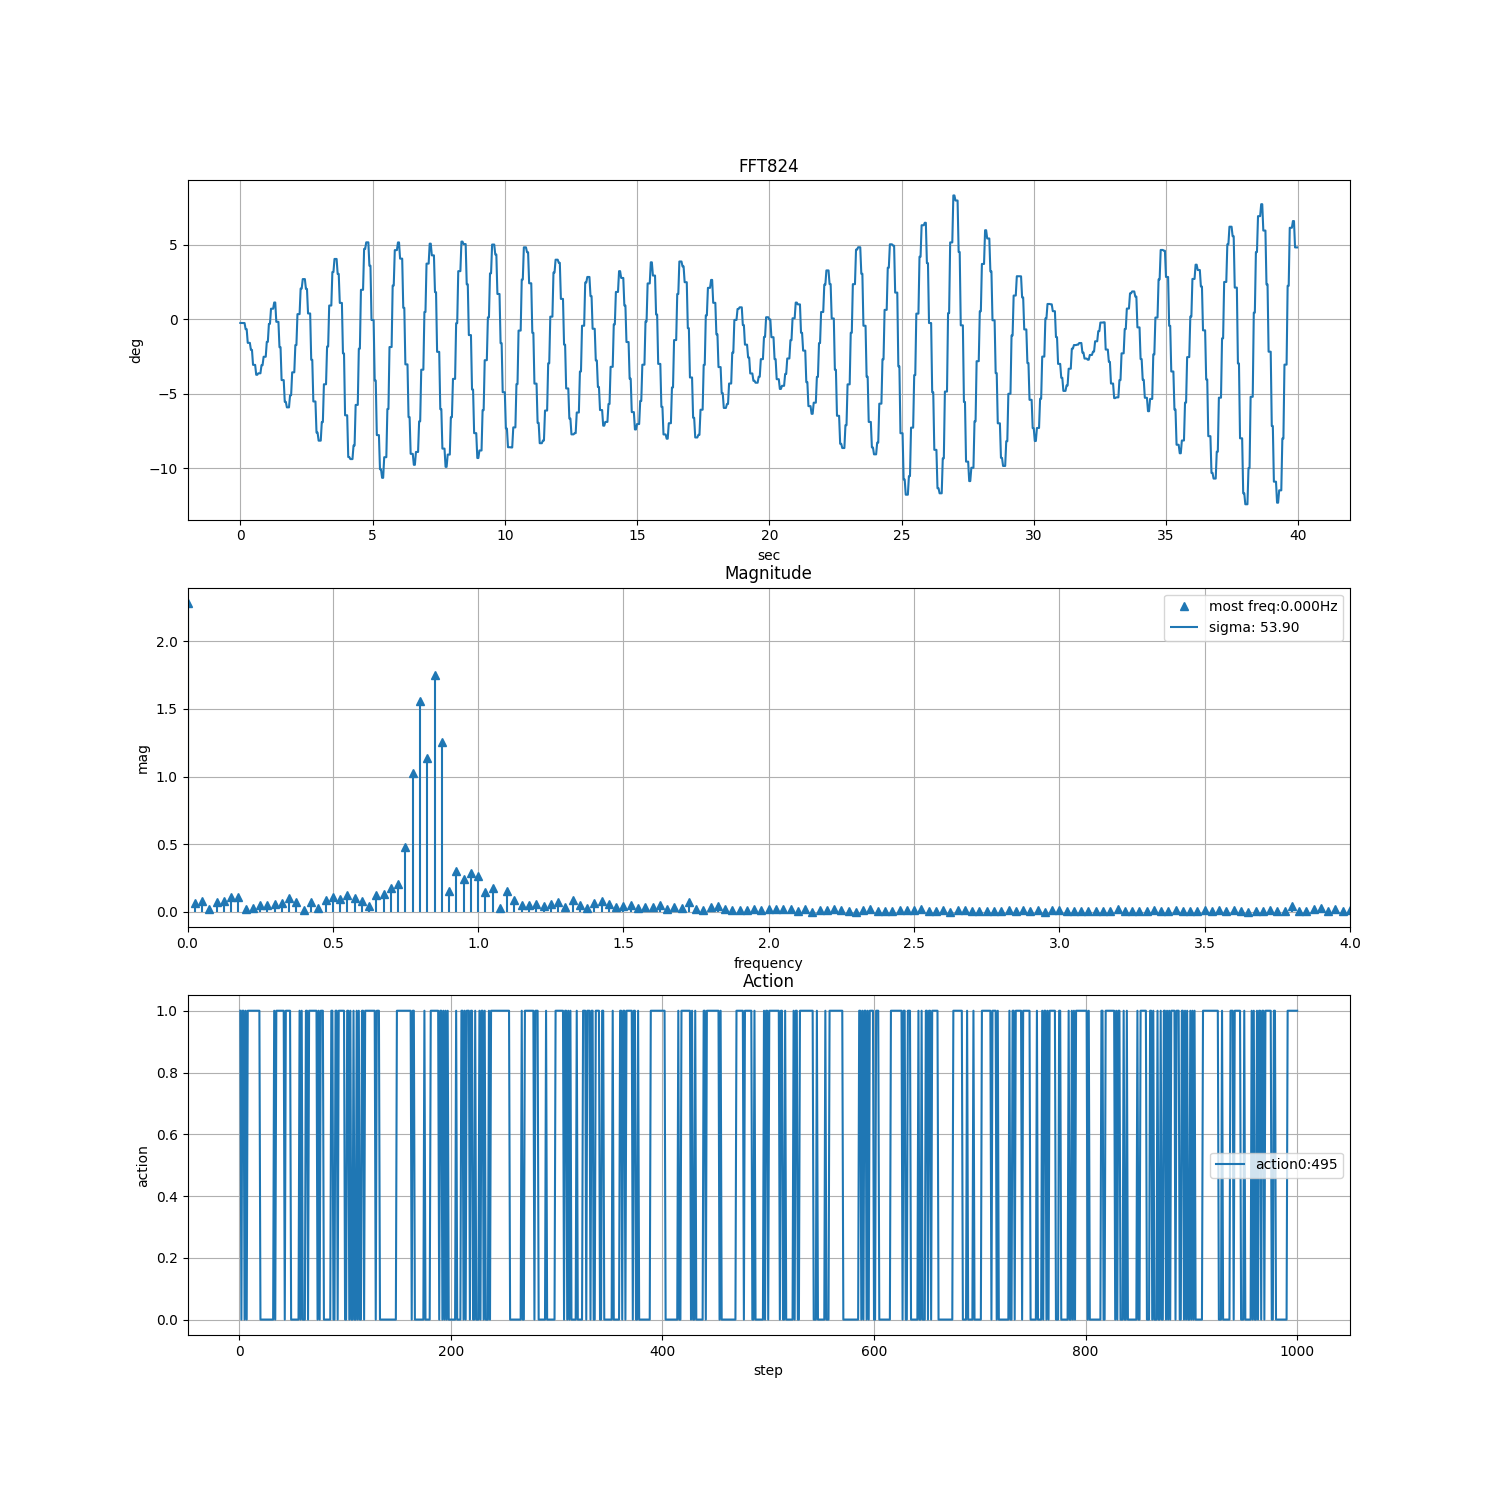 FFT824
5
0
−5
−10
deg
0 5 10 15 20 25 30 35 40
sec
Magnitude
most freq:0.000Hz
sigma: 53.90
2.0
1.5
1.0
0.5
0.0
mag
0.0 0.5 1.0 1.5 2.0 2.5 3.0 3.5 4.0
frequency
Action
1.0
0.8
0.6
0.4
0.2
0.0
action
action0:495
0 200 400 600 800 1000
step